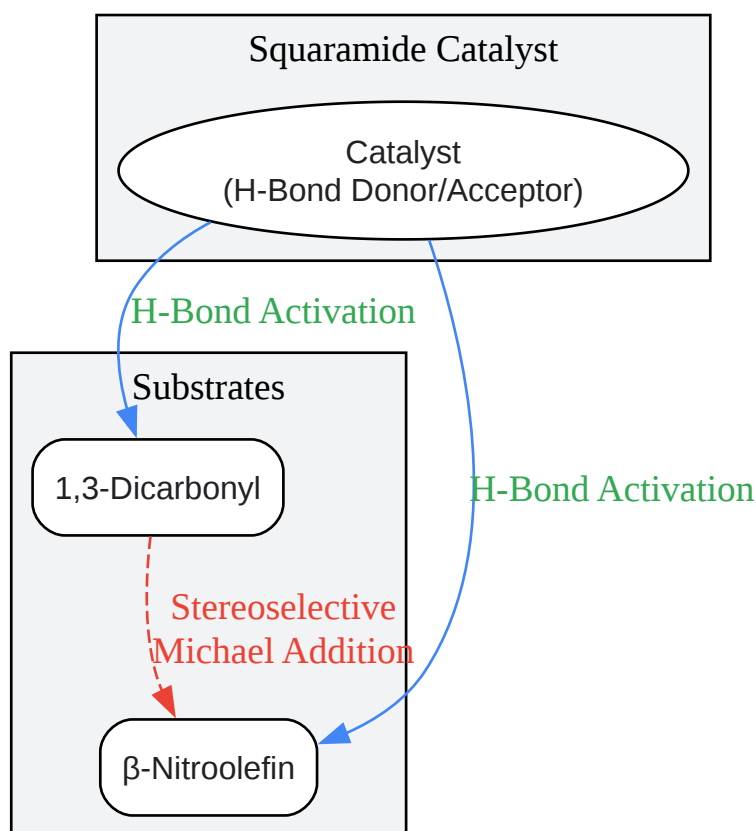 Squaramide Catalyst
Catalyst
(H-Bond Donor/Acceptor)
H-Bond Activation
Substrates
1,3-Dicarbonyl
H-Bond Activation
Stereoselective
Michael Addition
β-Nitroolefin